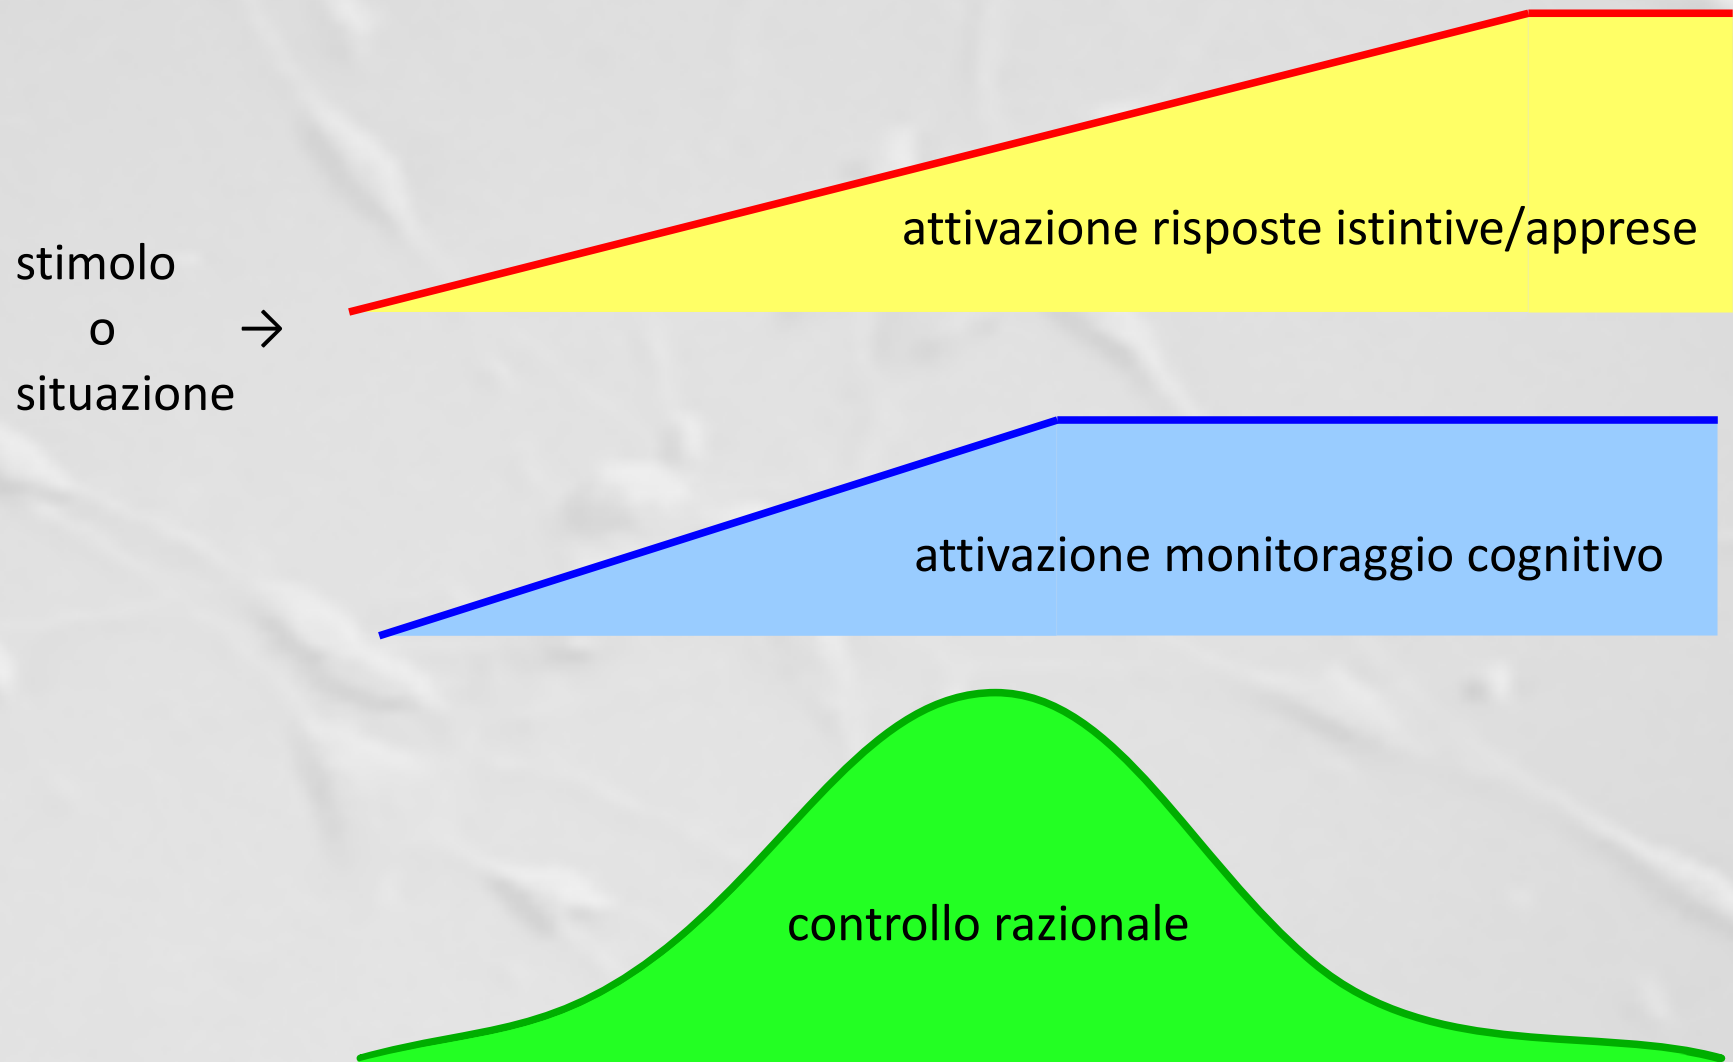 attivazione risposte istintive/apprese
stimolo
o →
situazione
attivazione monitoraggio cognitivo
controllo razionale